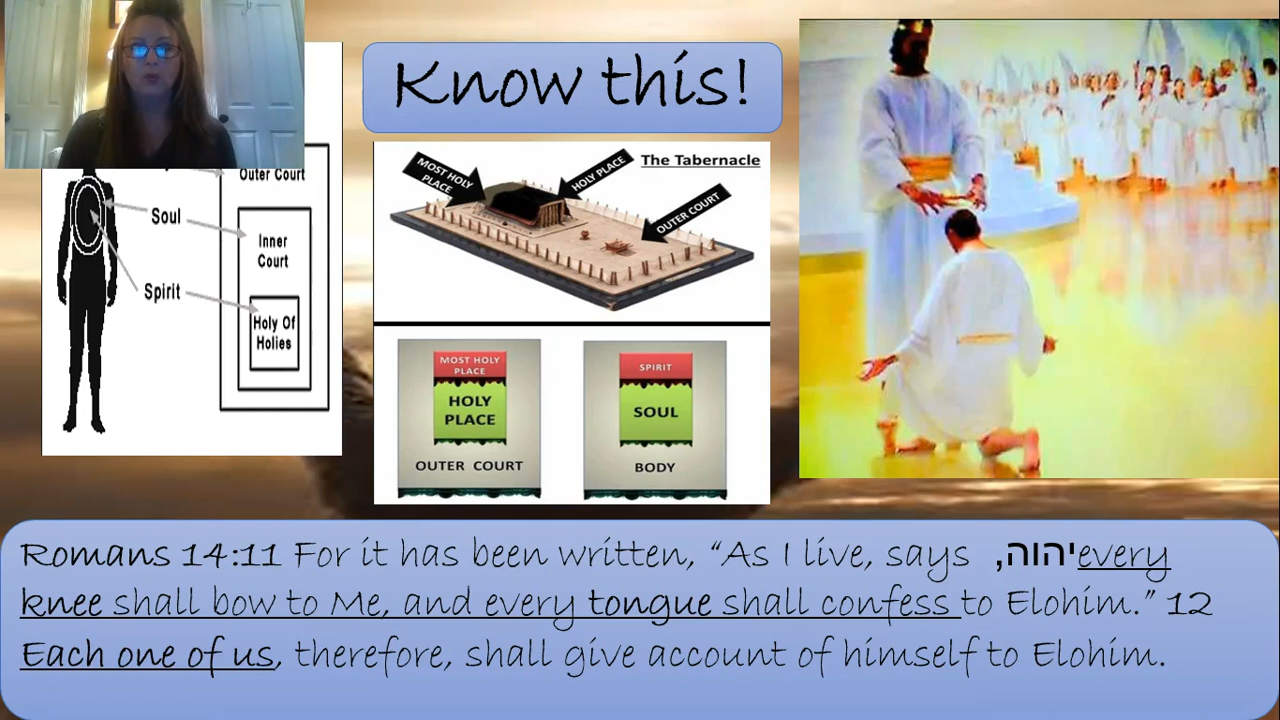 Know this!
Outer Court
Soul
Inner
Court
Spirit
Holy Of
Holies
The Tabernacle
MOST HOLY
PLACE
HOLY PLACE
OUTER COURT
MOST HOLY
PLACE
HOLY
PLACE
OUTER COURT
SPIRIT
SOUL
BODY
Romans 14:11 For it has been written, “As I live, says יהוה, every
knee shall bow to Me, and every tongue shall confess to Elohim.” 12
Each one of us, therefore, shall give account of himself to Elohim.